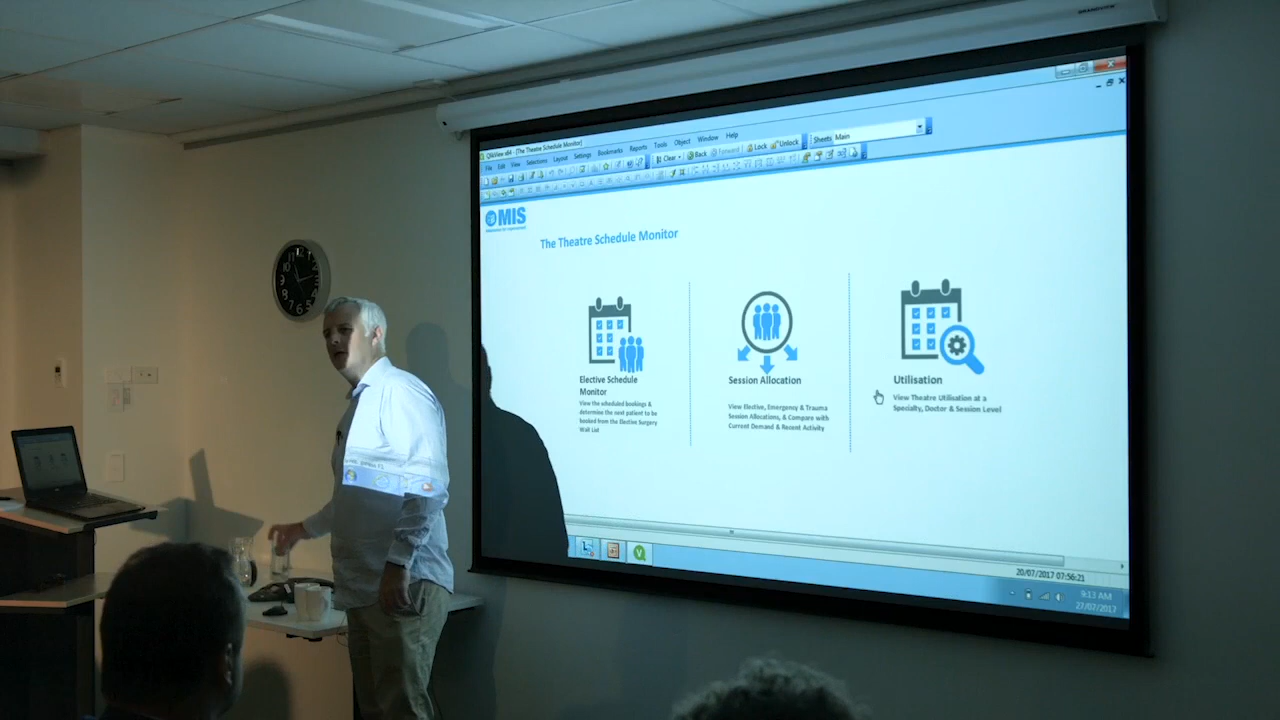 QlikView x64 - [The Theatre Schedule Monitor]
File Edit View Selections Layout Settings Bookmarks Reports Tools Object Window Help
Clear Back Forward Lock Unlock Sheets Main
MIS
The Theatre Schedule Monitor
Elective Schedule
Monitor
View the scheduled bookings &
determine the next patient to be
booked from the Elective Surgery
Wait List
Session Allocation
View Elective, Emergency & Trauma
Session Allocations, & Compare with
Current Demand & Recent Activity
Utilisation
View Theatre Utilisation at a
Specialty, Doctor & Session Level
20/07/2017 07:56:21
9:13 AM
27/07/2017